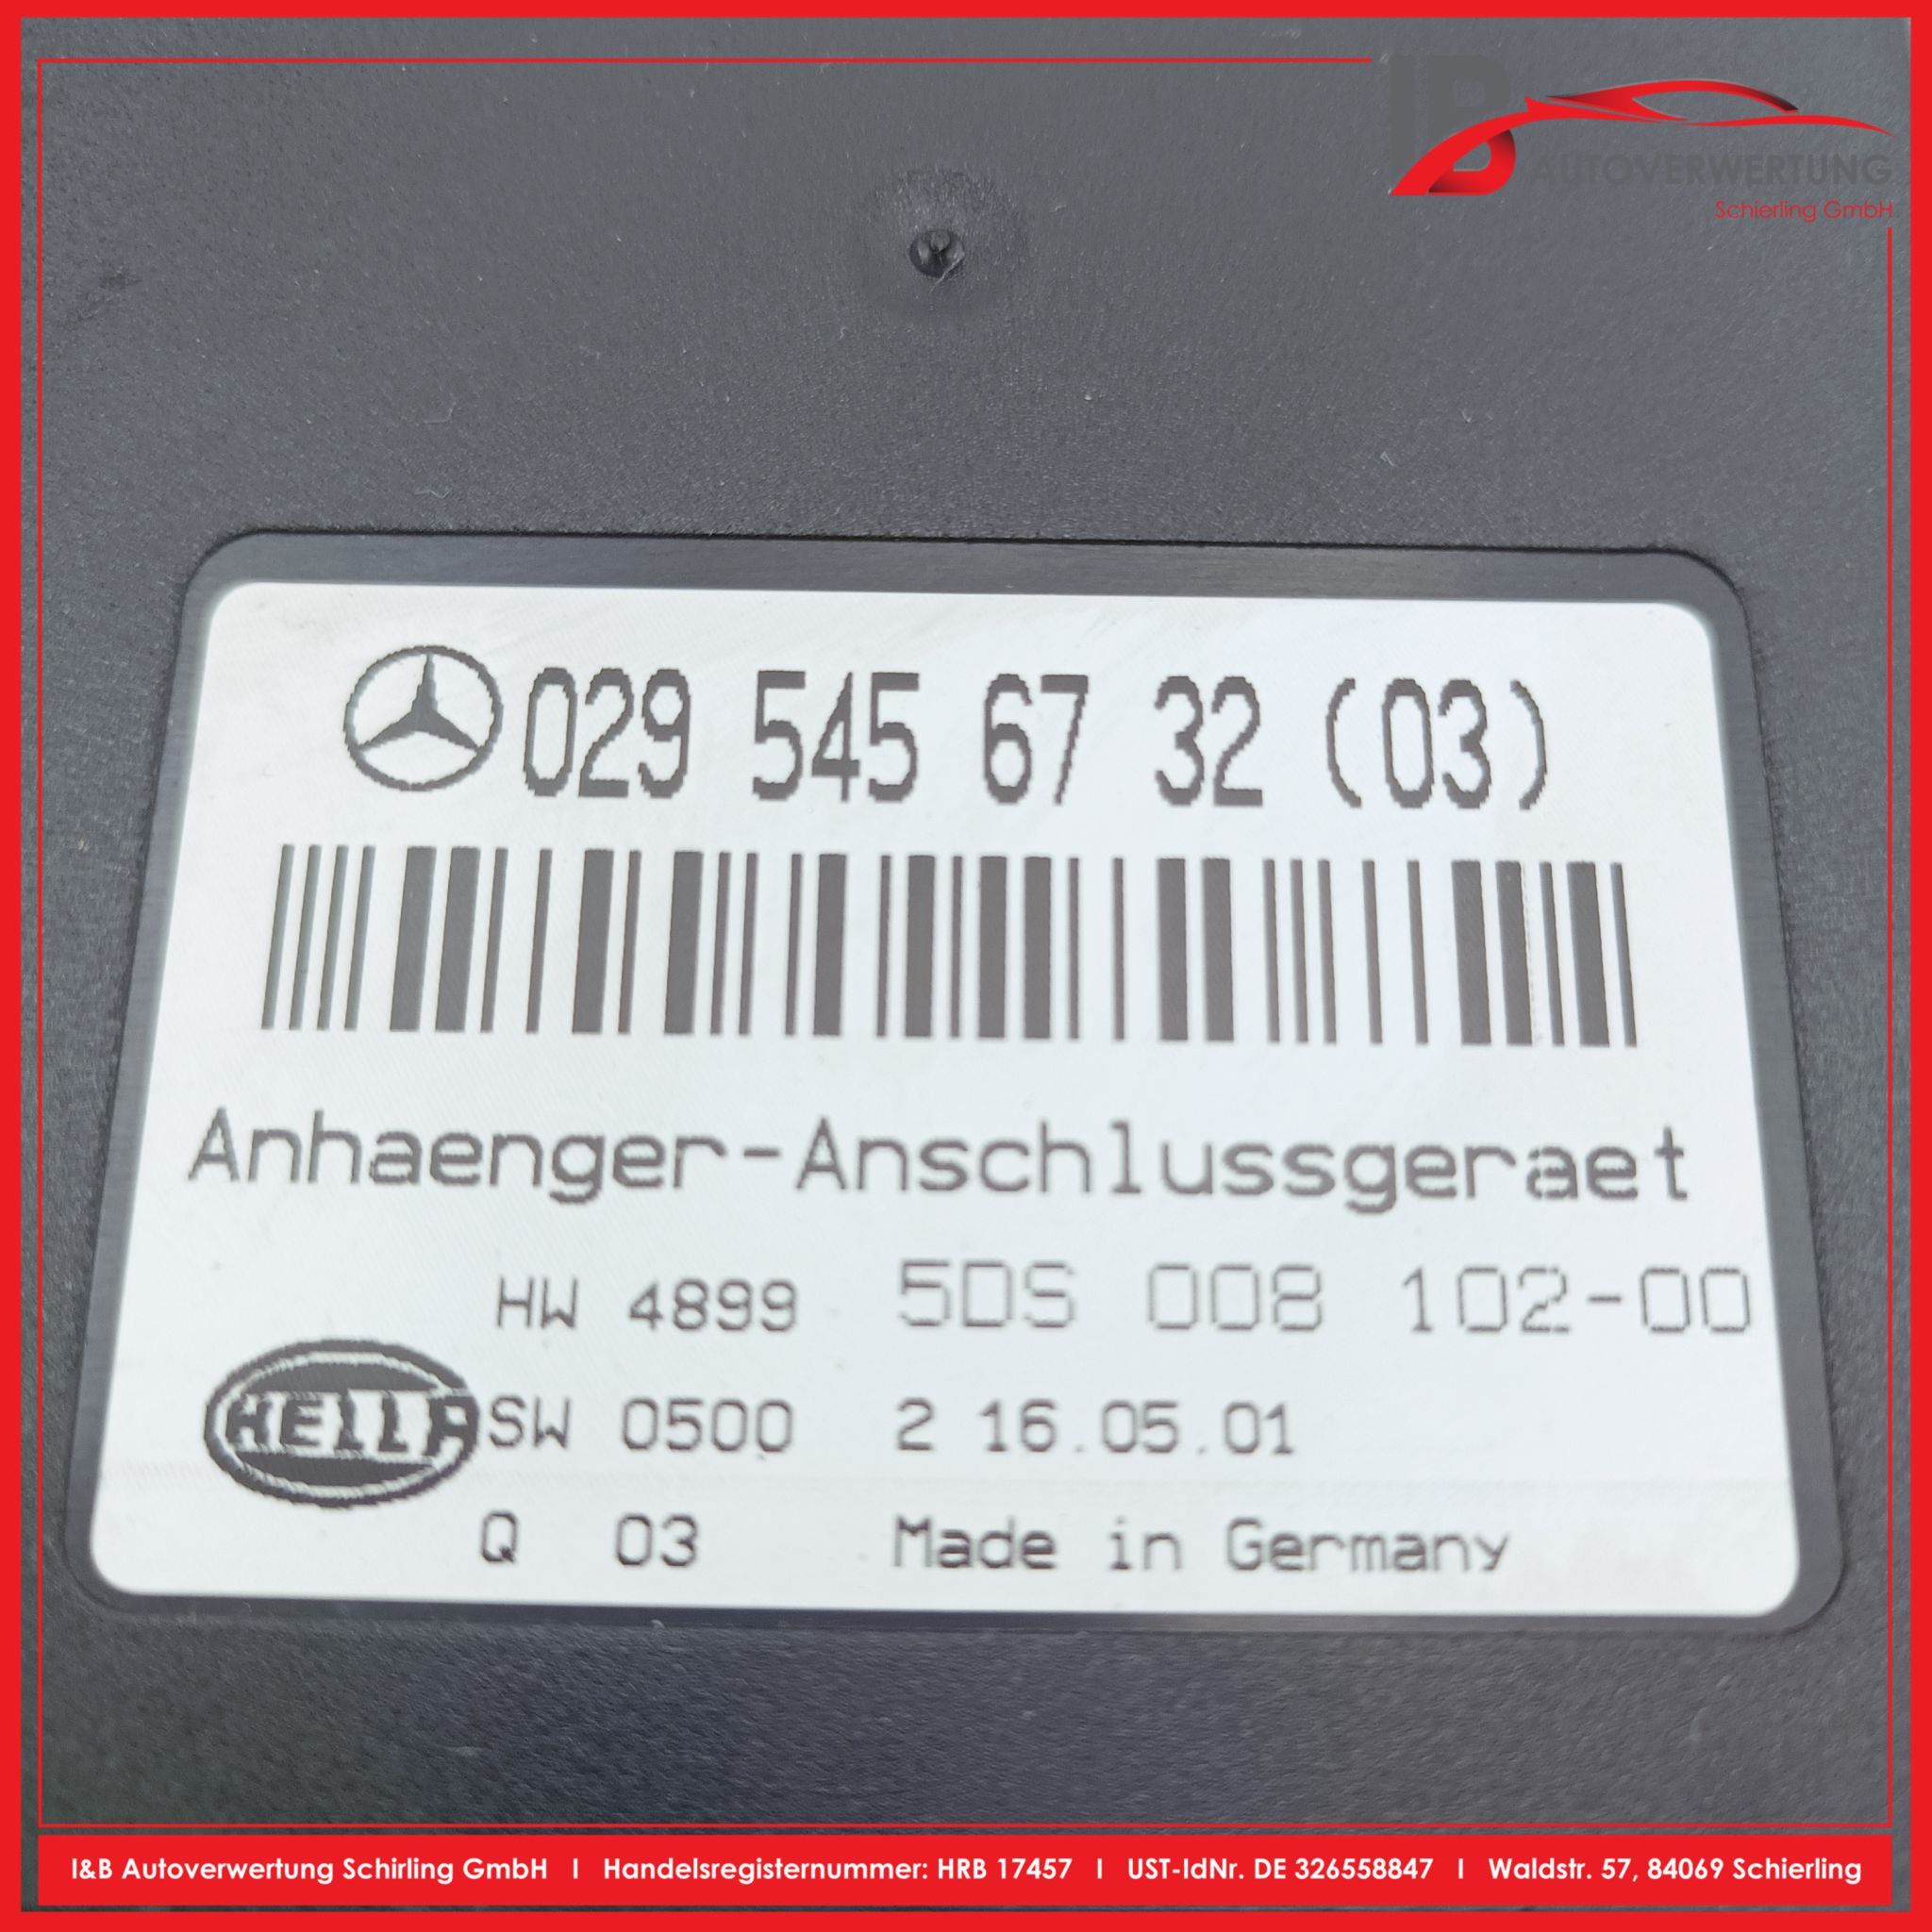 AUTOVERWERTUNG
Schierling GmbH
029 545 67 32 (03)
Anhaenger-Anschlussgeraet
HW 4899 5DS 008 102-00
HELLA
SW 0500 2 16.05.01
Q 03 Made in Germany
I&B Autoverwertung Schirling GmbH I Handelsregisternummer: HRB 17457 I UST-IdNr. DE 326558847 I Waldstr. 57, 84069 Schierling